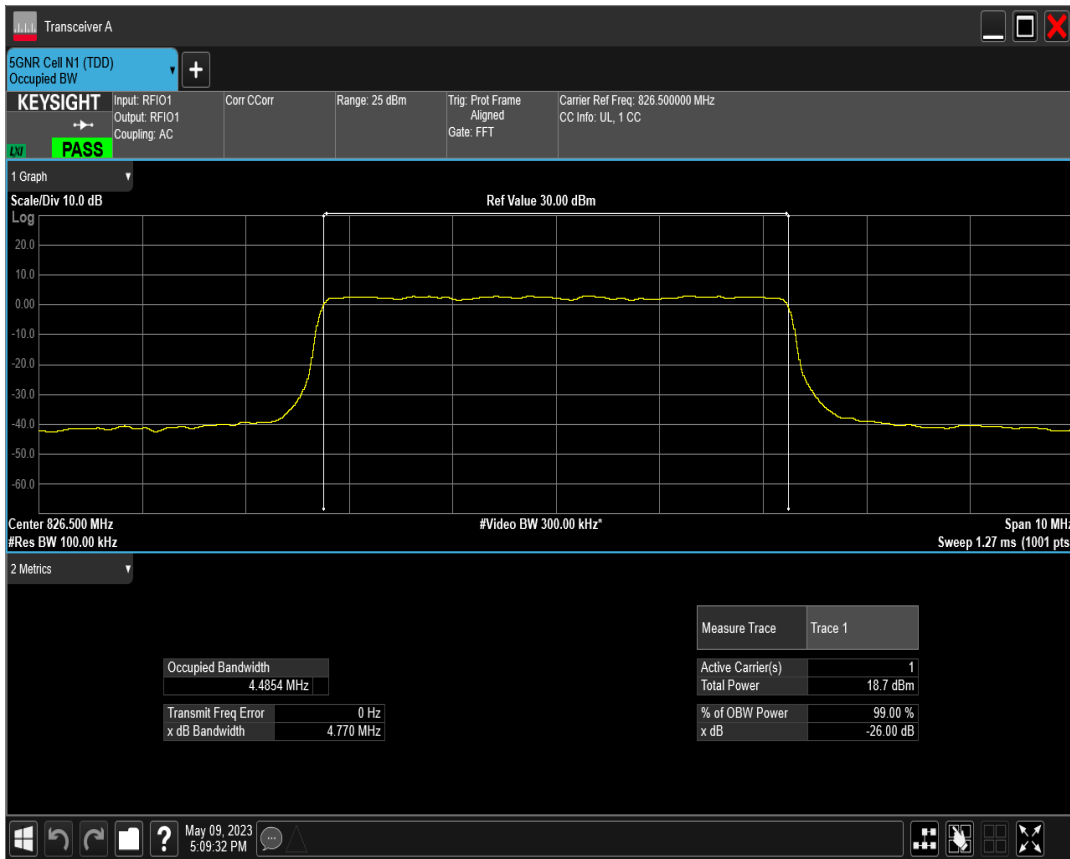 Transceiver A
5GNR Cell N1 (TDD)
Occupied BW
+
KEYSIGHT
LXI
PASS
Input: RFIO1
Output: RFIO1
Coupling: AC
Corr CCorr
Range: 25 dBm
Trig: Prot Frame
Aligned
Gate: FFT
Carrier Ref Freq: 826.500000 MHz
CC Info: UL, 1 CC
1 Graph
Scale/Div 10.0 dB
Ref Value 30.00 dBm
Log
20.0
10.0
0.00
-10.0
-20.0
-30.0
-40.0
-50.0
-60.0
Center 826.500 MHz
#Video BW 300.00 kHz*
Span 10 MHz
#Res BW 100.00 kHz
Sweep 1.27 ms (1001 pts
2 Metrics
Measure Trace Trace 1
Occupied Bandwidth
4.4854 MHz
Active Carrier(s) 1
Total Power 18.7 dBm
Transmit Freq Error 0 Hz
x dB Bandwidth 4.770 MHz
% of OBW Power 99.00 %
x dB -26.00 dB
?
May 09, 2023
5:09:32 PM